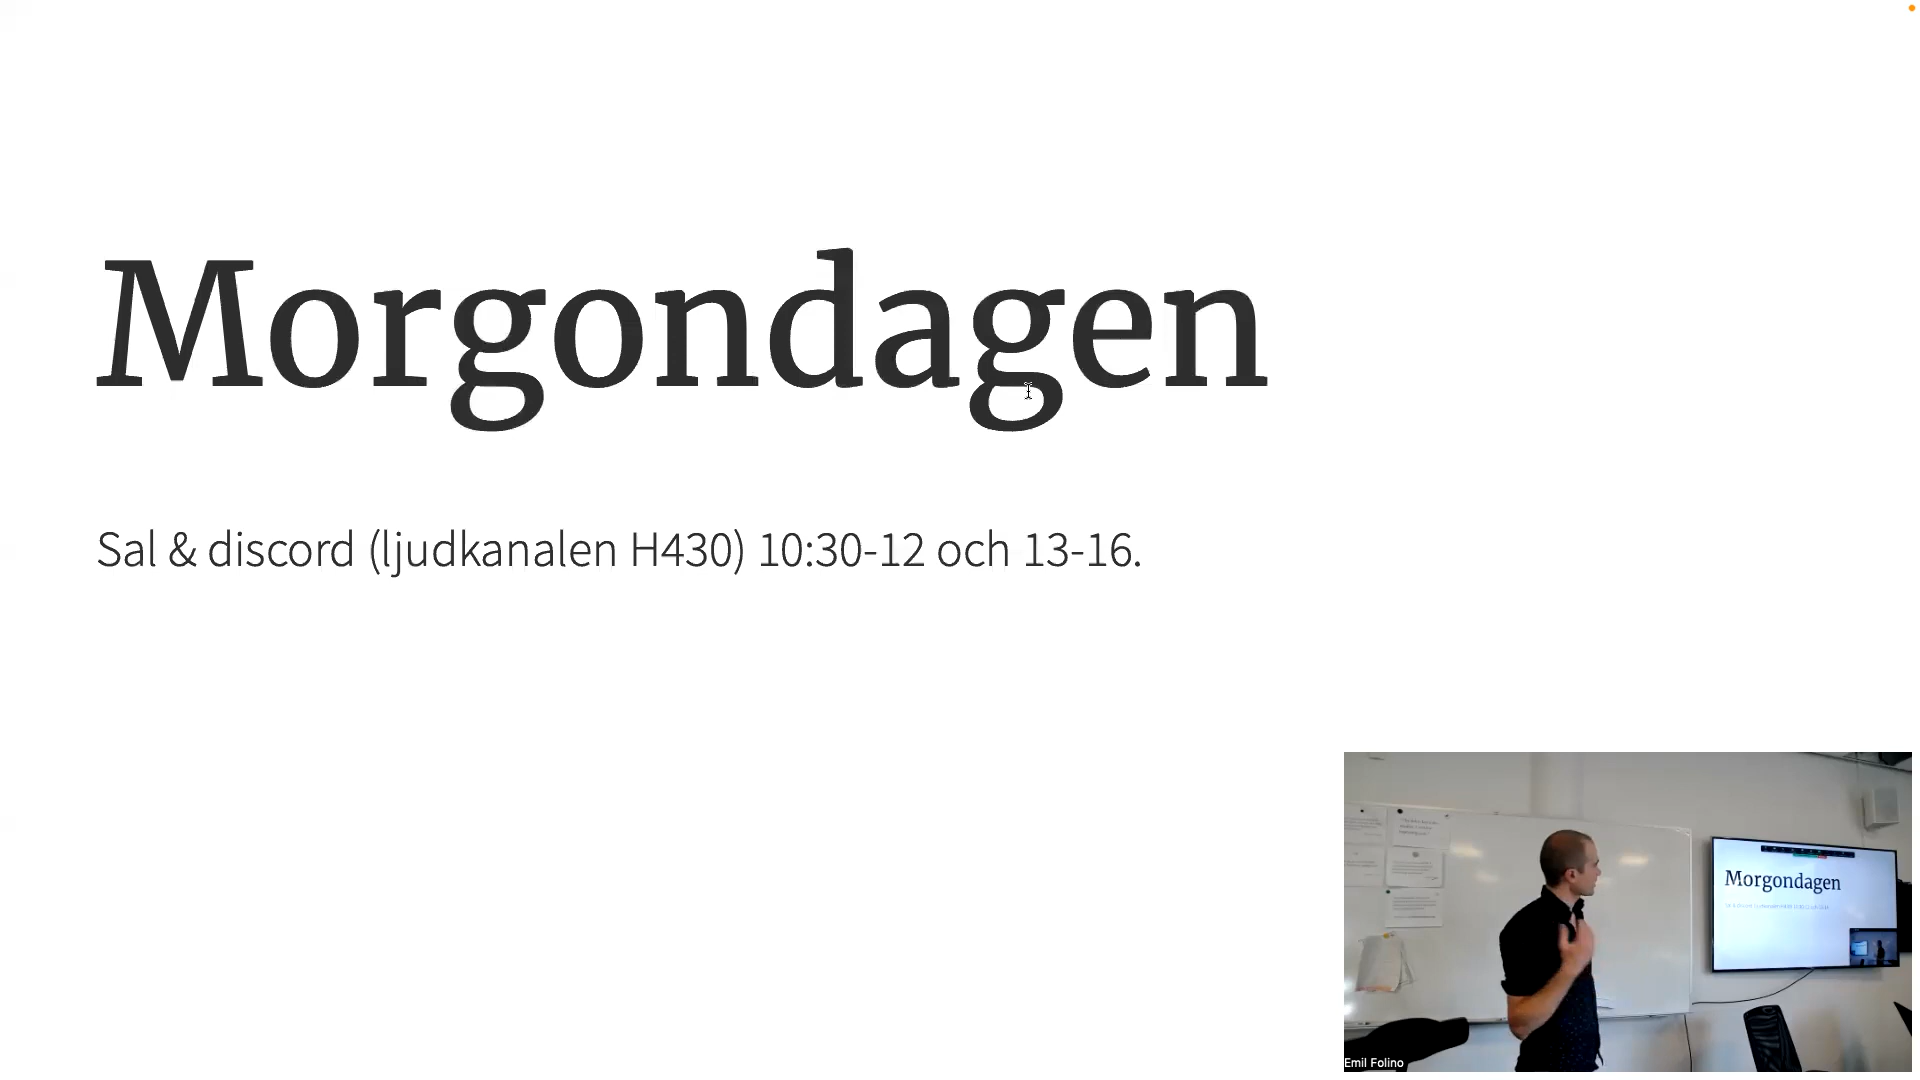 Morgondagen
Sal & discord (ljudkanalen H430) 10:30-12 och 13-16.
Morgondagen
Emil Folino